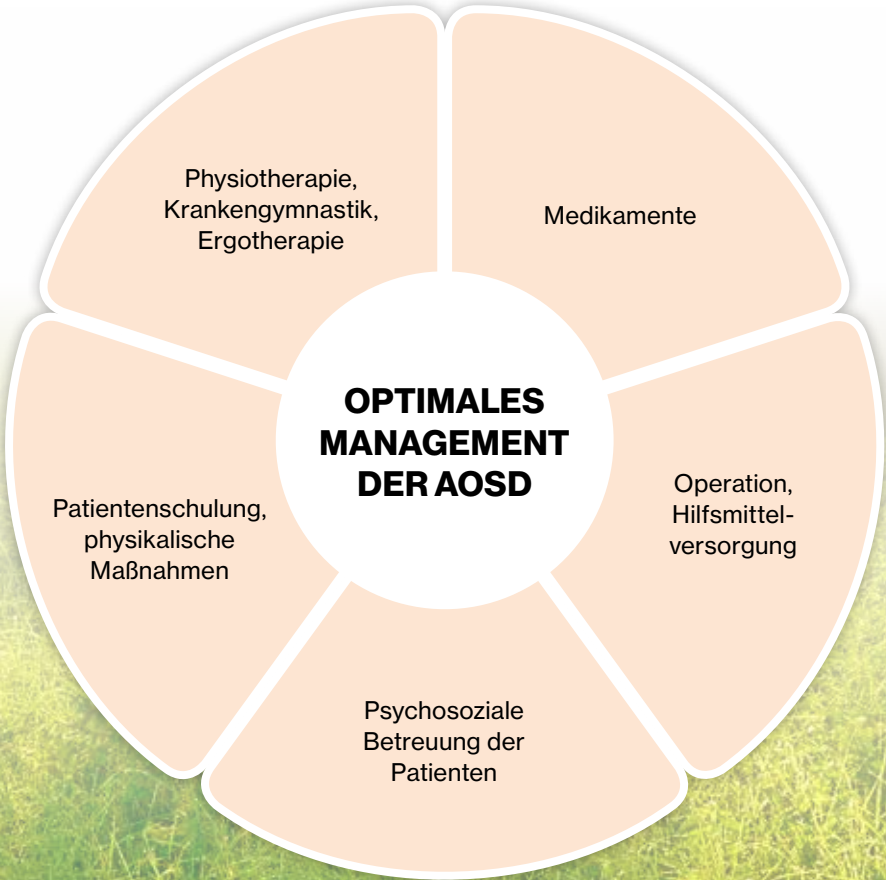 Physiotherapie,
Krankengymnastik,
Ergotherapie
Medikamente
OPTIMALES
MANAGEMENT
DER AOSD
Operation,
Hilfsmittel-
versorgung
Patientenschulung,
physikalische
Maßnahmen
Psychosoziale
Betreuung der
Patienten